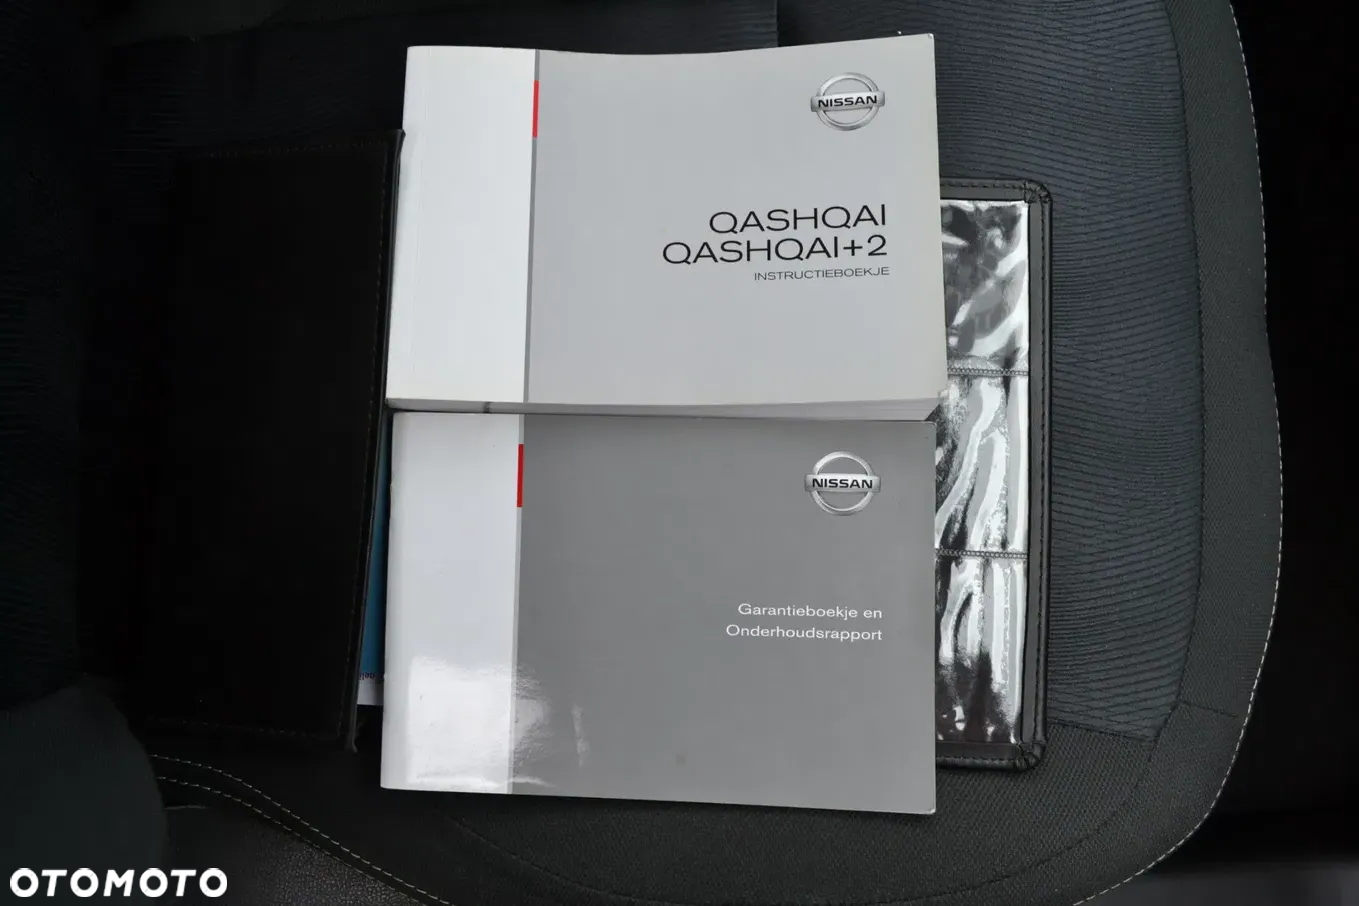 NISSAN
QASHQAI
QASHQAI+2
INSTRUCTIEBOEKJE
NISSAN
Garantieboekje en
Onderhoudsrapport
OTOMOTO